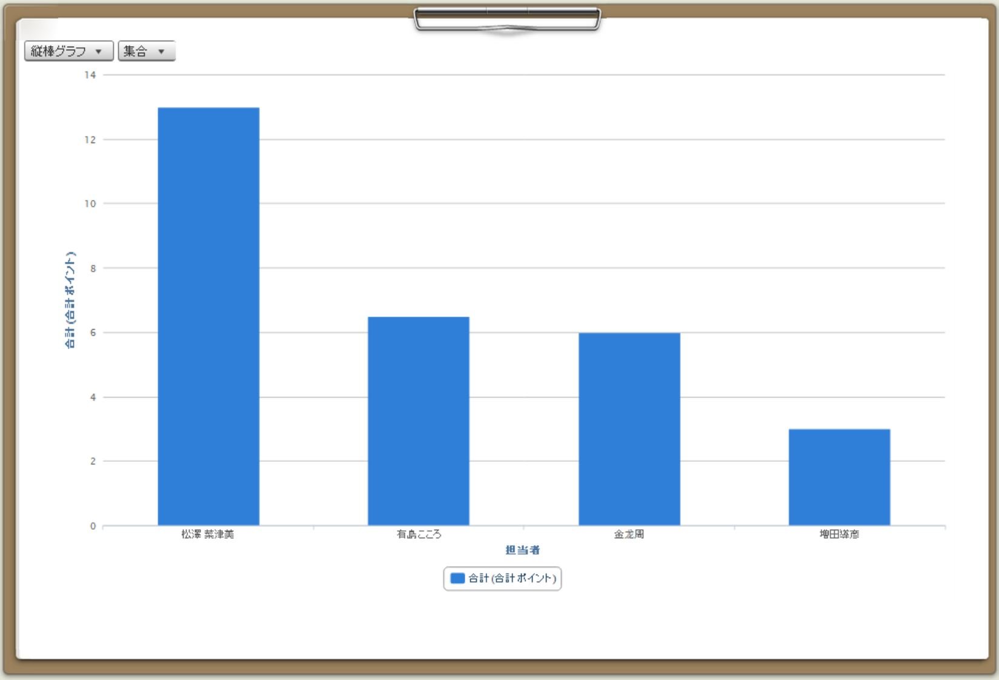 縦棒グラフ ▼ 集合 ▼
14
12
10
8
6
4
2
0
合計(合計ポイント)
松澤 菜津美 有島こころ 金龙周 増田導彦
担当者
合計(合計ポイント)